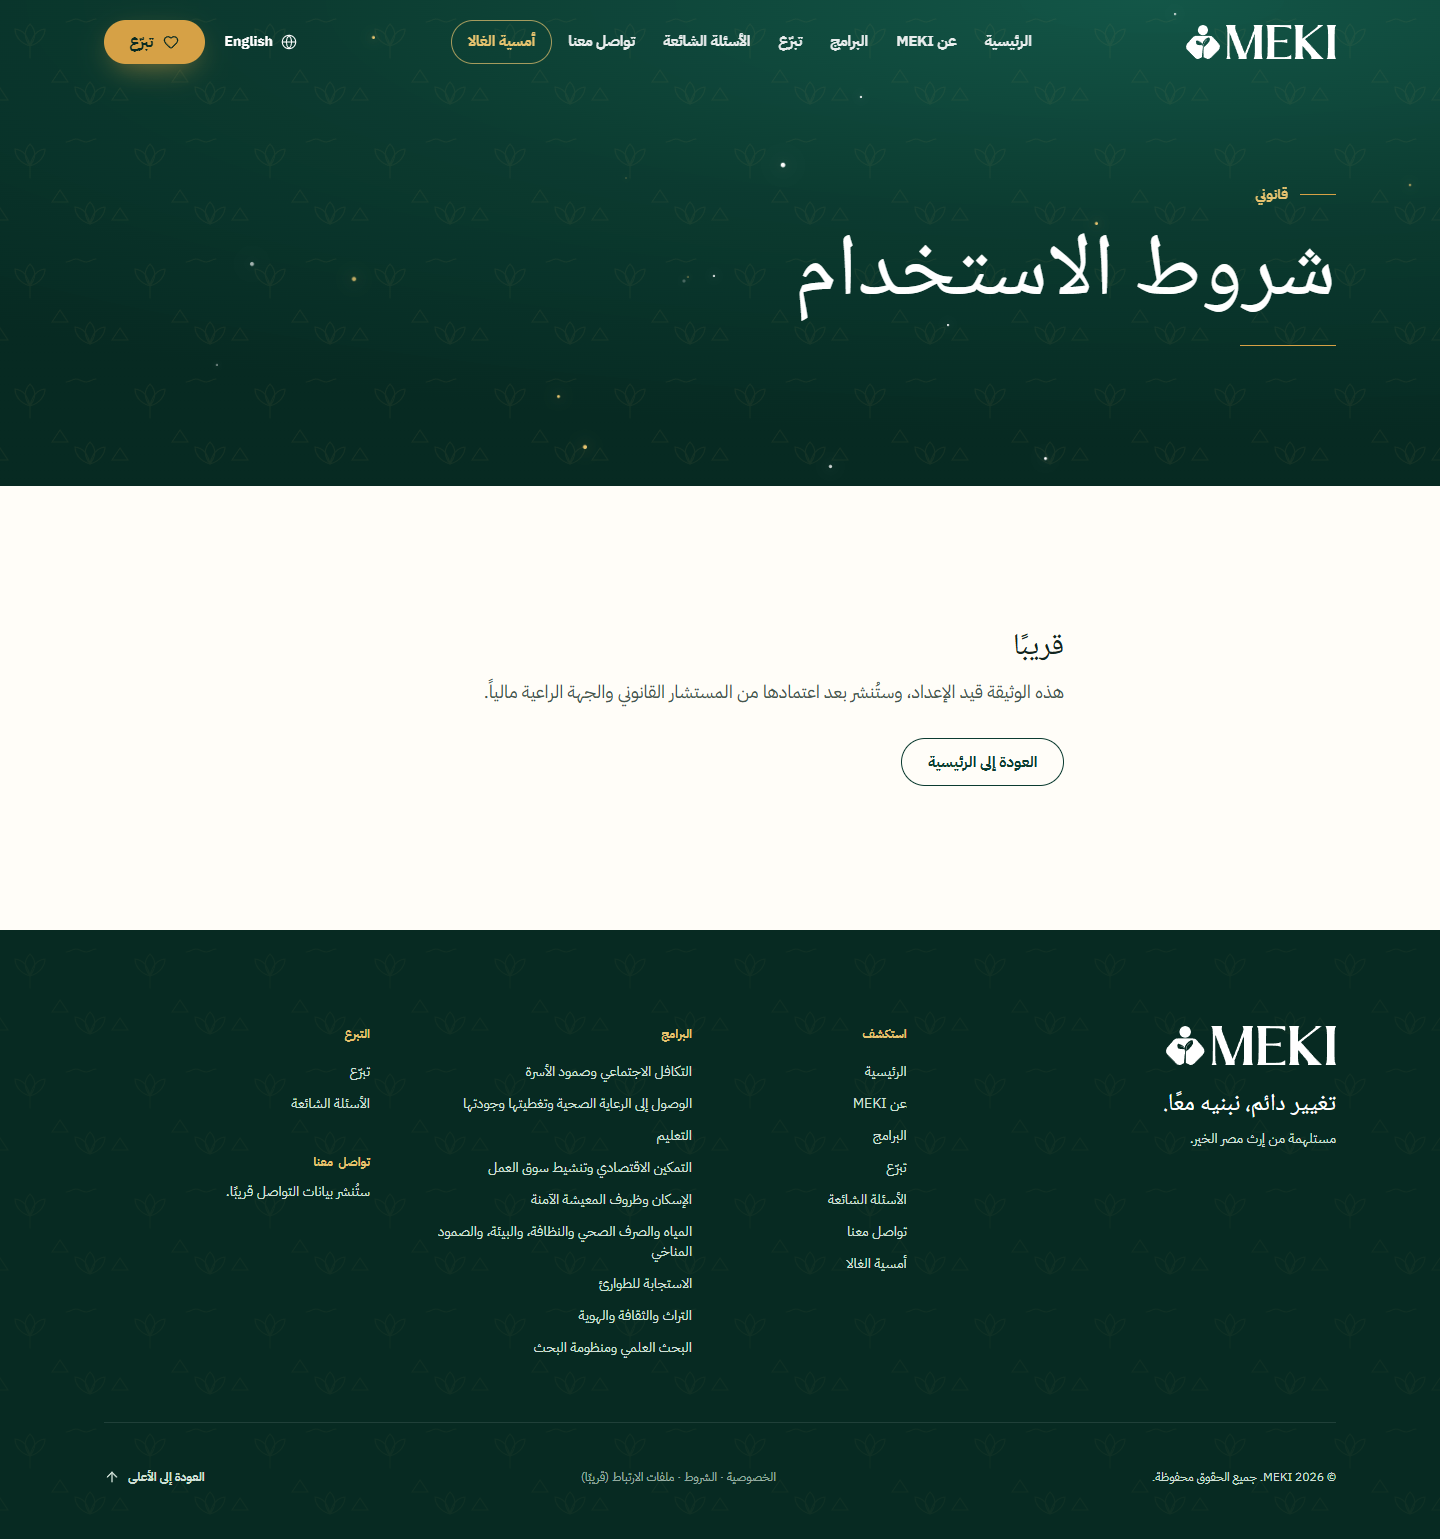 MEKI
الرئيسية
عن MEKI
البرامج
تبرّع
الأسئلة الشائعة
تواصل معنا
أمسية الغالا
English
تبرّع
قانوني
شروط الاستخدام
قريبًا
هذه الوثيقة قيد الإعداد، وستُنشر بعد اعتمادها من المستشار القانوني والجهة الراعية مالياً.
العودة إلى الرئيسية
MEKI
تغيير دائم، نبنيه معًا.
مستلهمة من إرث مصر الخيّر.
استكشف
الرئيسية
عن MEKI
البرامج
تبرّع
الأسئلة الشائعة
تواصل معنا
أمسية الغالا
البرامج
التكافل الاجتماعي وصمود الأسرة
الوصول إلى الرعاية الصحية وتغطيتها وجودتها
التعليم
التمكين الاقتصادي وتنشيط سوق العمل
الإسكان وظروف المعيشة الآمنة
المياه والصرف الصحي والنظافة، والبيئة، والصمود
المناخي
الاستجابة للطوارئ
التراث والثقافة والهوية
البحث العلمي ومنظومة البحث
التبرع
تبرّع
الأسئلة الشائعة
تواصل معنا
ستُنشر بيانات التواصل قريبًا.
© 2026 MEKI. جميع الحقوق محفوظة.
الخصوصية · الشروط · ملفات الارتباط (قريبًا)
العودة إلى الأعلى